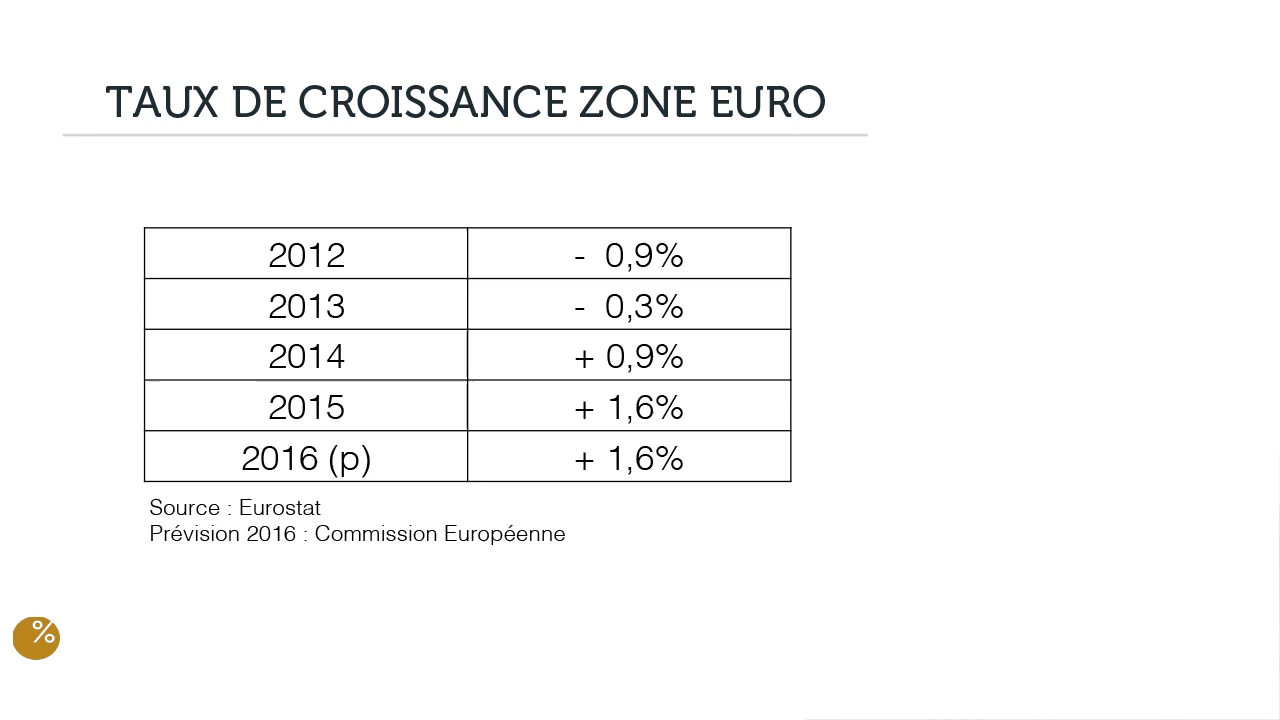 TAUX DE CROISSANCE ZONE EURO
2012 - 0,9%
2013 - 0,3%
2014 + 0,9%
2015 + 1,6%
2016 (p) + 1,6%
Source : Eurostat
Prévision 2016 : Commission Européenne
%